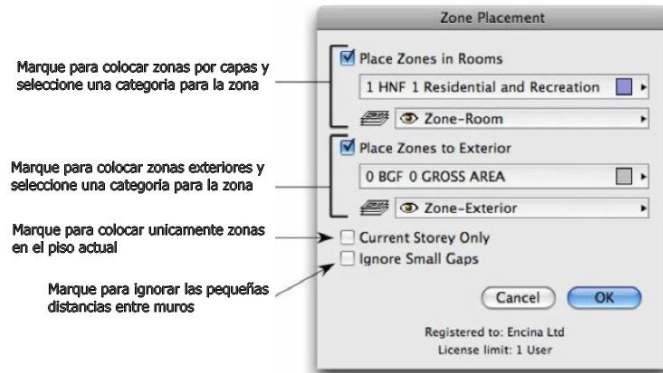 Zone Placement
Marque para colocar zonas por capas y
seleccione una categoria para la zona
Place Zones in Rooms
1 HNF 1 Residential and Recreation
Zone-Room
Marque para colocar zonas exteriores y
seleccione una categoria para la zona
Place Zones to Exterior
0 BGF 0 GROSS AREA
Zone-Exterior
Marque para colocar unicamente zonas
en el piso actual
Current Storey Only
Ignore Small Gaps
Marque para ignorar las pequeñas
distancias entre muros
Cancel
OK
Registered to: Encina Ltd
License limit: 1 User